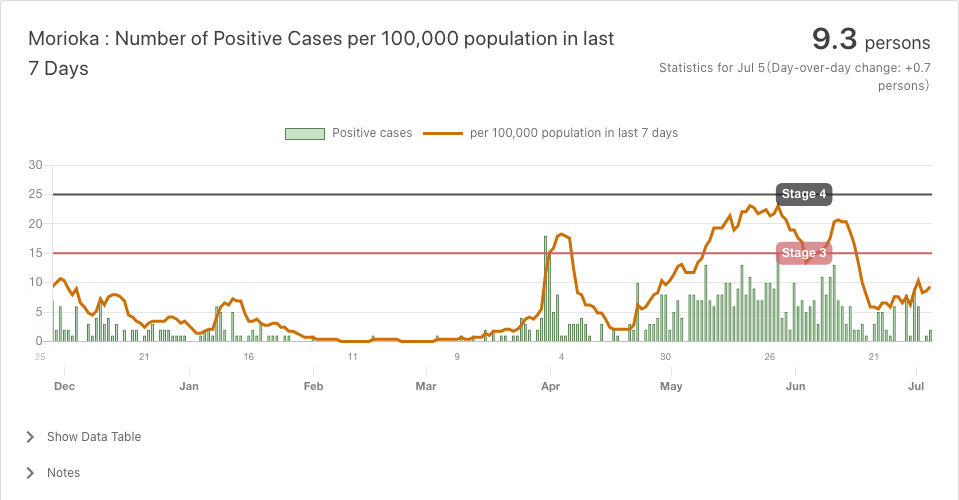 Morioka : Number of Positive Cases per 100,000 population in last
7 Days
9.3 persons
Statistics for Jul 5(Day-over-day change: +0.7
persons)
Positive cases
per 100,000 population in last 7 days
30
25
20
15
10
5
0
Stage 4
Stage 3
25 21 16 11 9 4 30 26 21
Dec Jan Feb Mar Apr May Jun Jul
Show Data Table
Notes